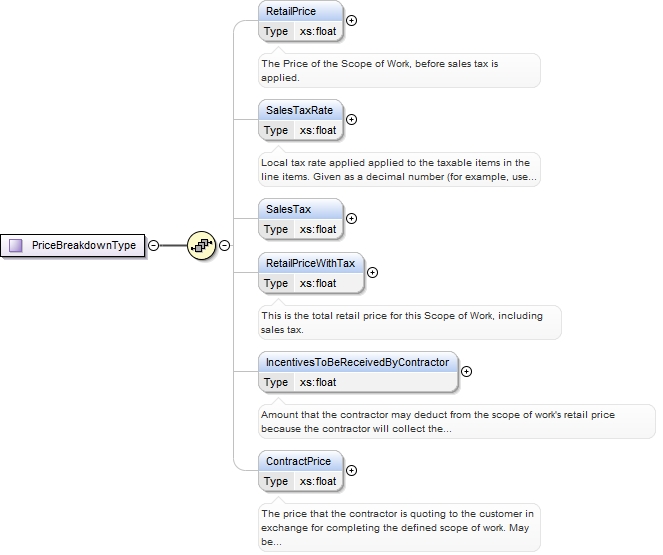 RetailPrice
Type xs:float
The Price of the Scope of Work, before sales tax is
applied.
SalesTaxRate
Type xs:float
Local tax rate applied applied to the taxable items in the
line items. Given as a decimal number (for example, use...
SalesTax
Type xs:float
PriceBreakdownType
RetailPriceWithTax
Type xs:float
This is the total retail price for this Scope of Work, including
sales tax.
IncentivesToBeReceivedByContractor
Type xs:float
Amount that the contractor may deduct from the scope of work's retail price
because the contractor will collect the...
ContractPrice
Type xs:float
The price that the contractor is quoting to the customer in
exchange for completing the defined scope of work. May
be...